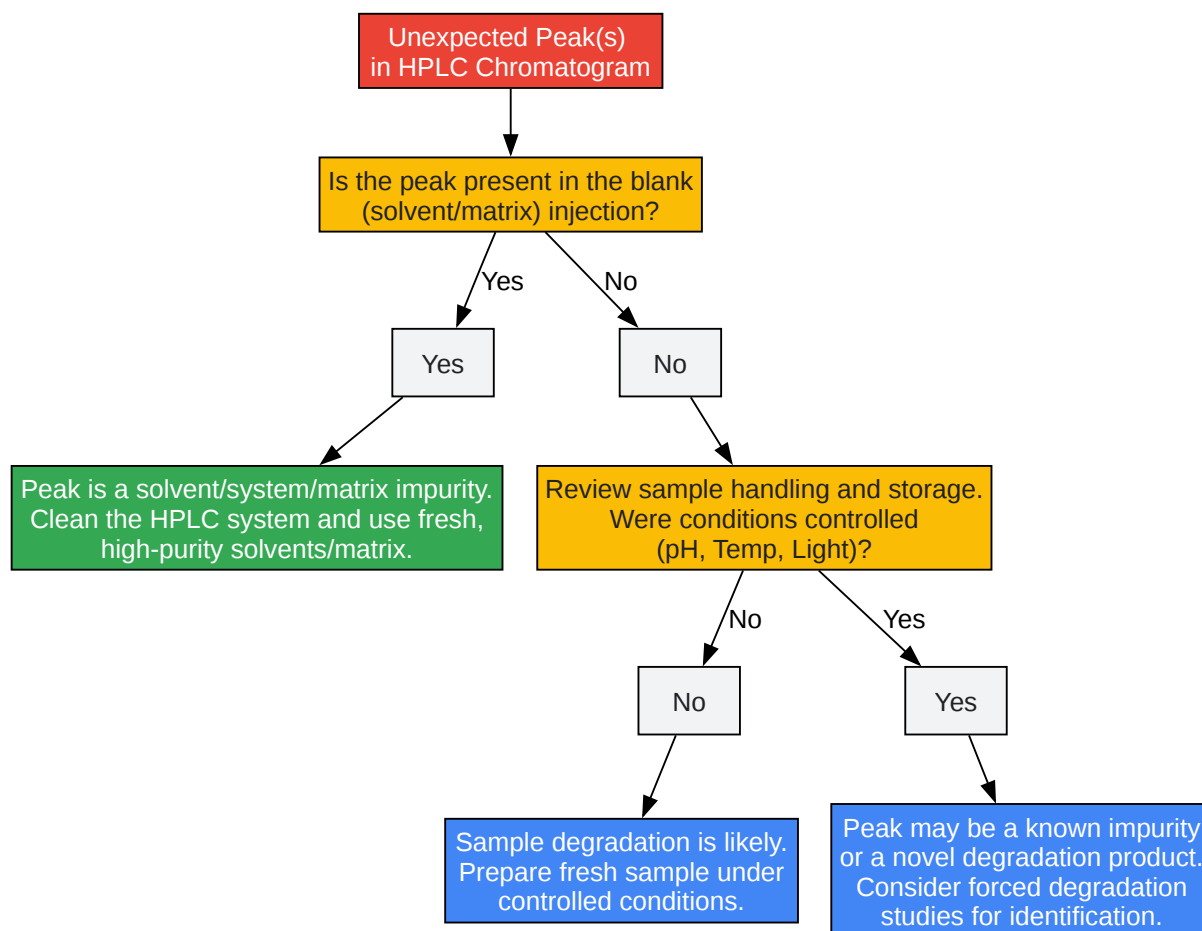 Unexpected Peak(s)
in HPLC Chromatogram
Is the peak present in the blank
(solvent/matrix) injection?
Yes
No
Yes
No
Peak is a solvent/system/matrix impurity.
Clean the HPLC system and use fresh,
high-purity solvents/matrix.
Review sample handling and storage.
Were conditions controlled
(pH, Temp, Light)?
No
Yes
No
Yes
Sample degradation is likely.
Prepare fresh sample under
controlled conditions.
Peak may be a known impurity
or a novel degradation product.
Consider forced degradation
studies for identification.